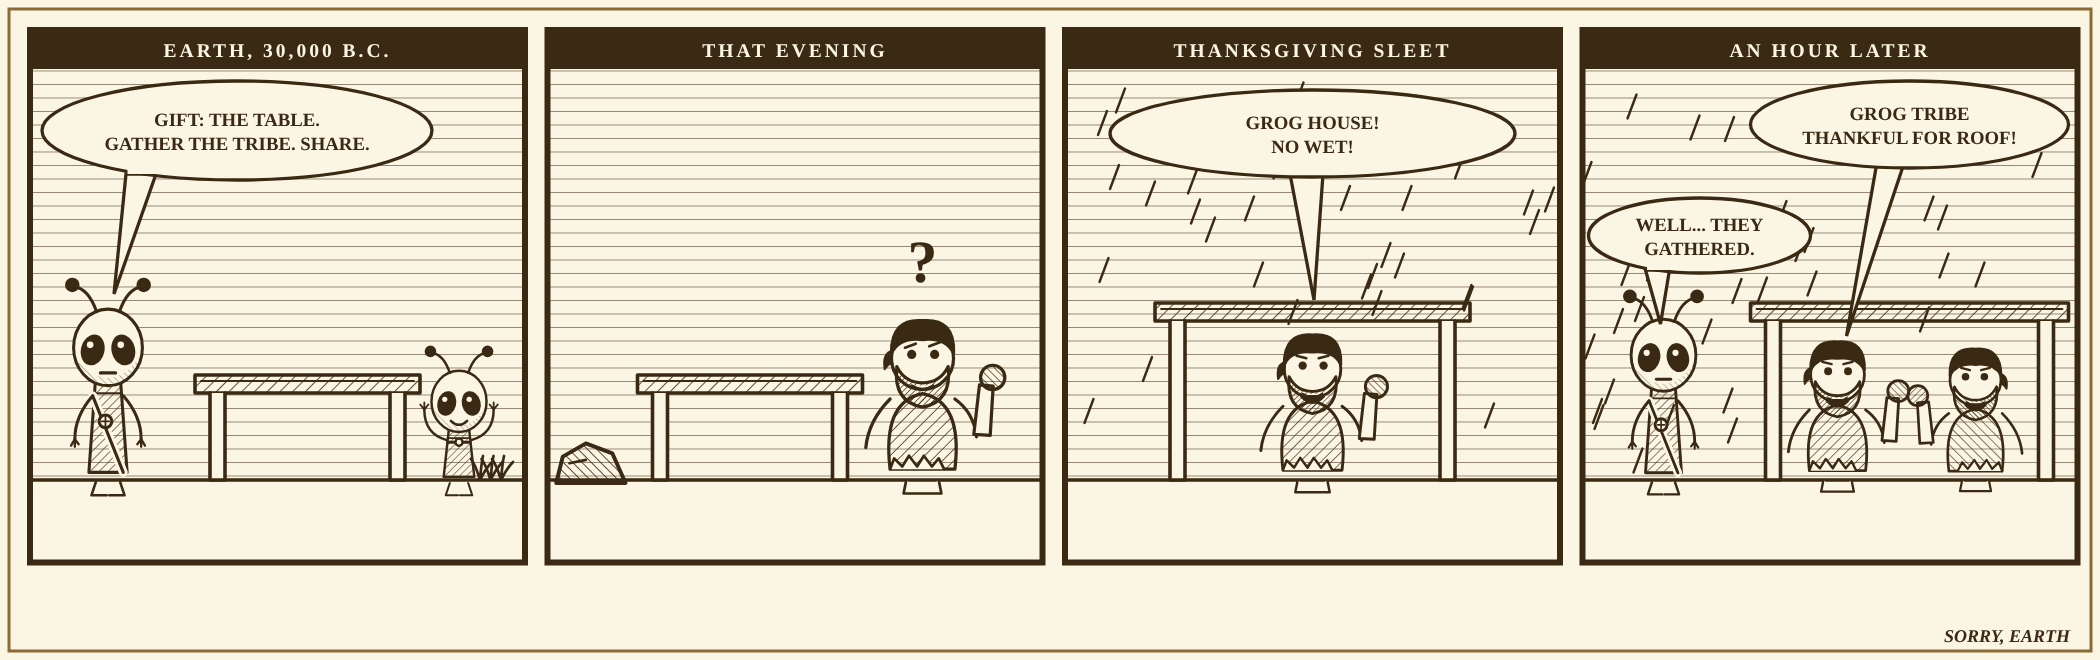 EARTH, 30,000 B.C.
GIFT: THE TABLE.
GATHER THE TRIBE. SHARE.
THAT EVENING
?
THANKSGIVING SLEET
GROG HOUSE!
NO WET!
AN HOUR LATER
GROG TRIBE
THANKFUL FOR ROOF!
WELL... THEY
GATHERED.
SORRY, EARTH